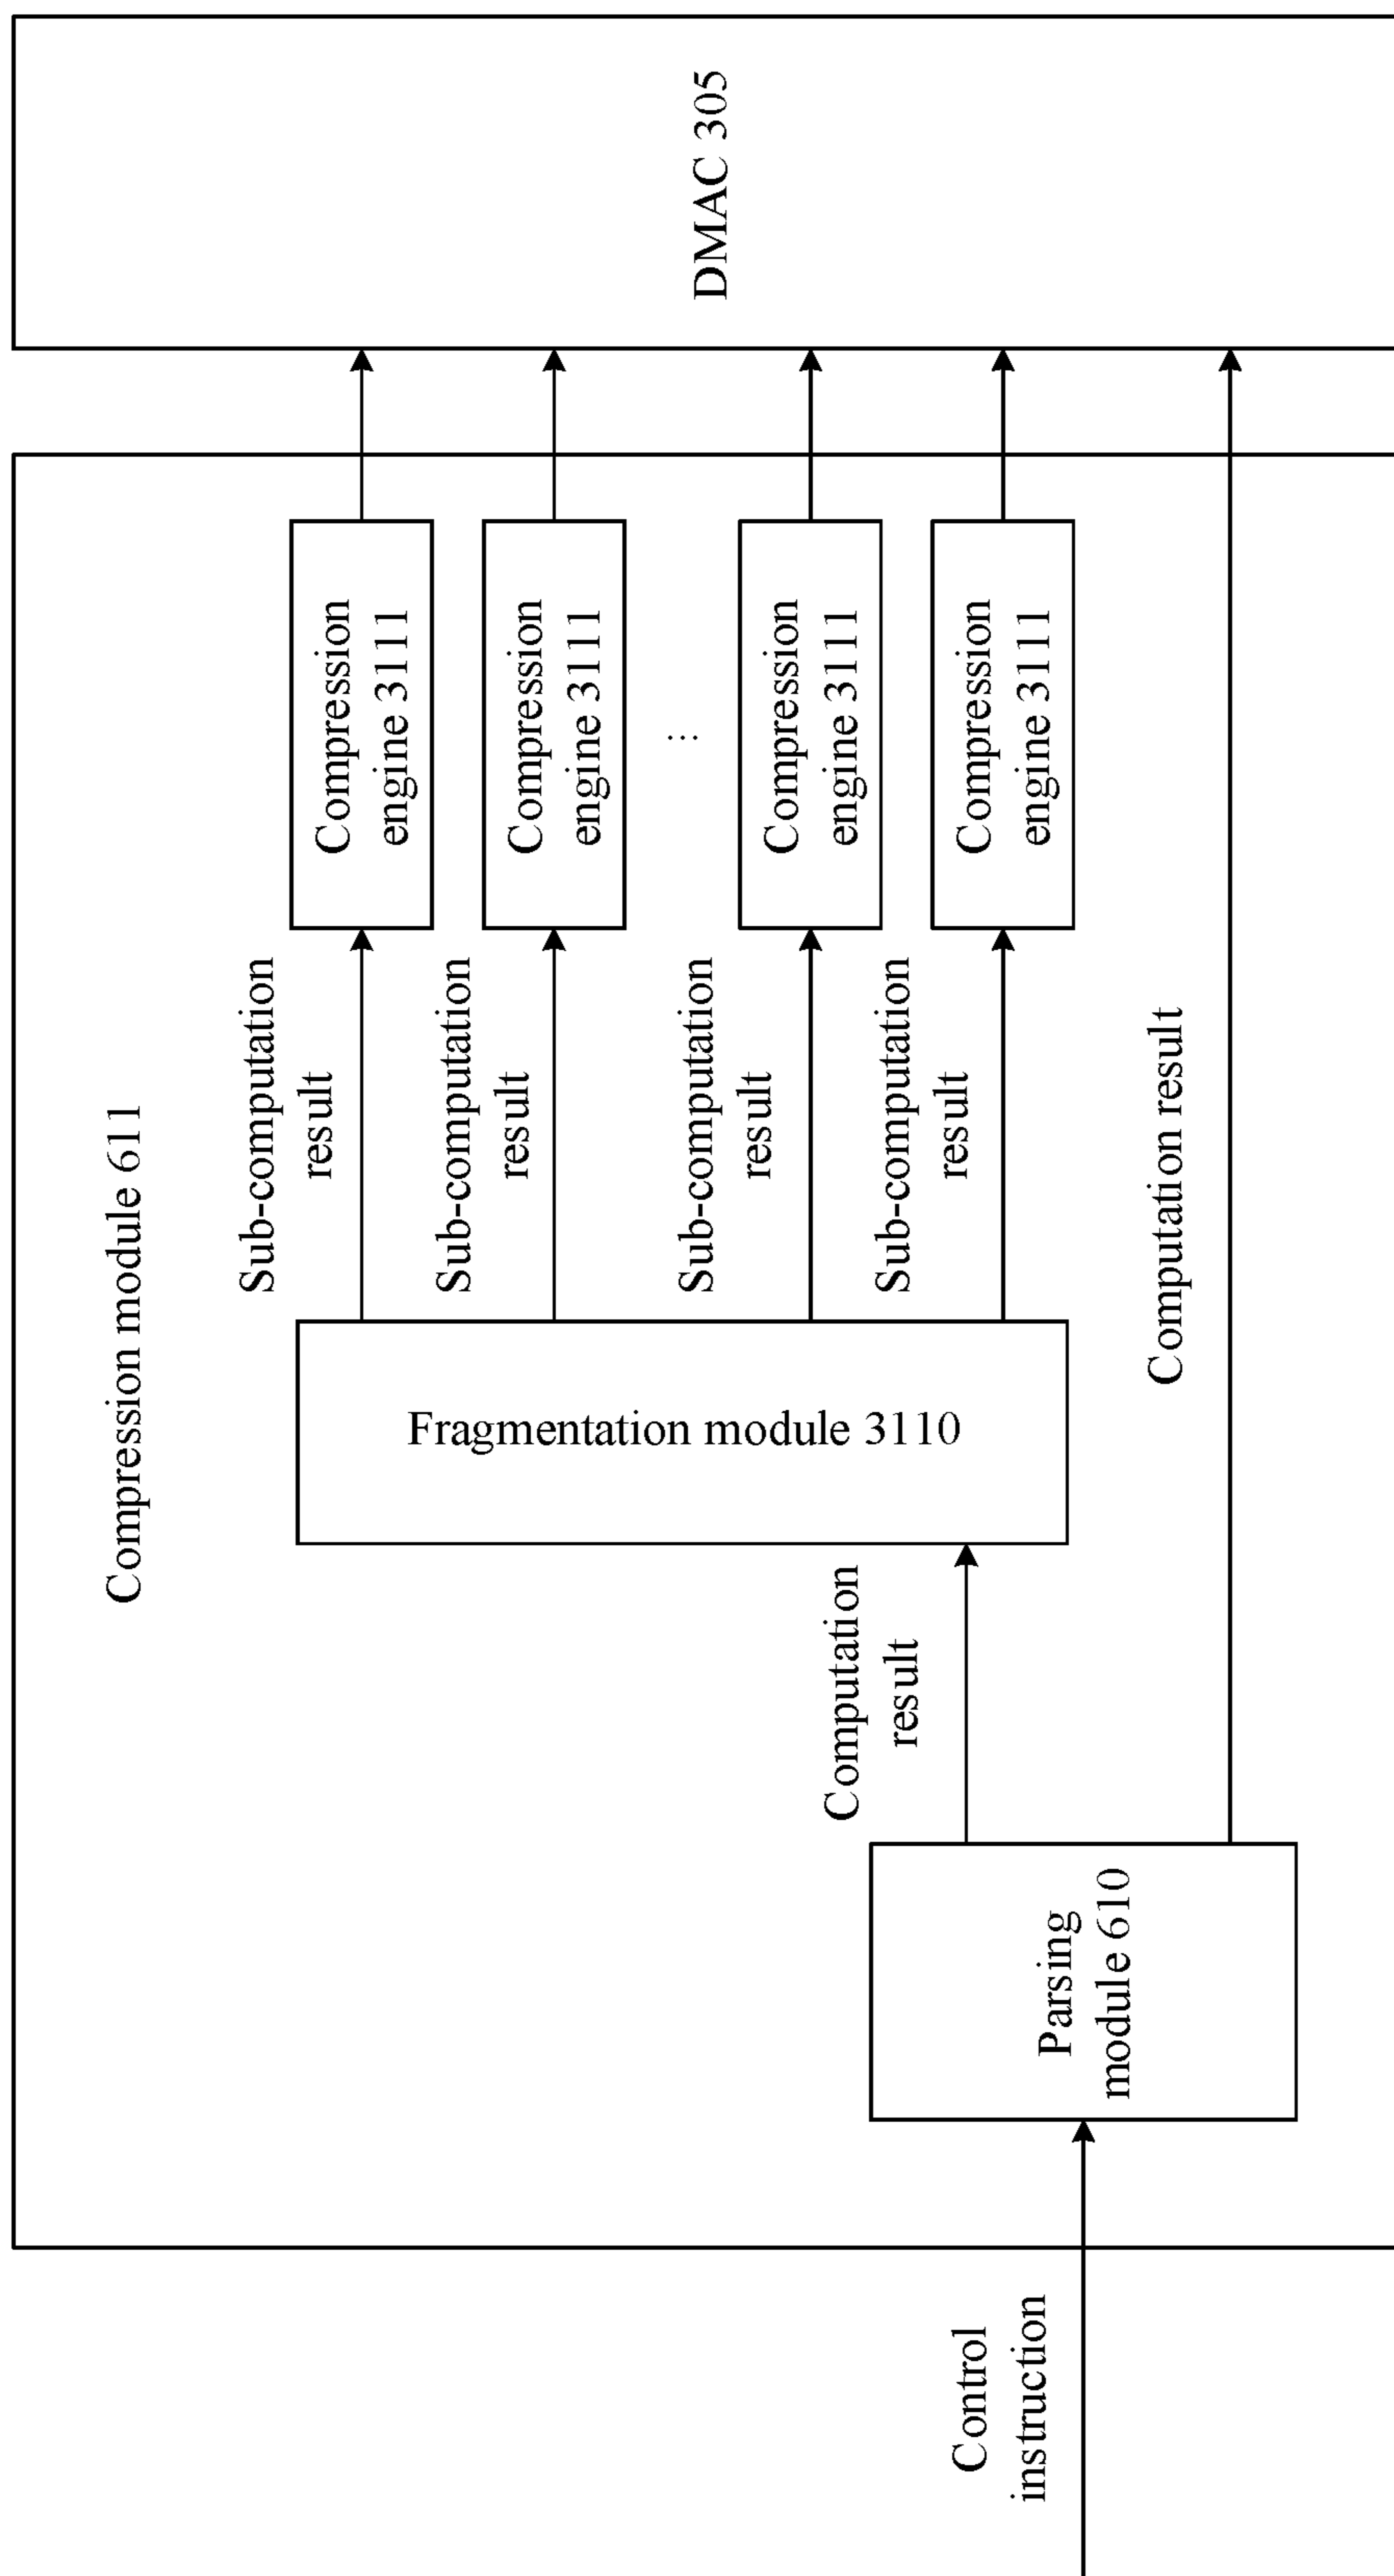 Compression module 611
Control
instruction
Parsing
module 610
Computation
result
Fragmentation module 3110
Sub-computation
result
Compression
engine 3111
Sub-computation
result
Compression
engine 3111
...
Sub-computation
result
Compression
engine 3111
Sub-computation
result
Compression
engine 3111
Computation result
DMAC 305